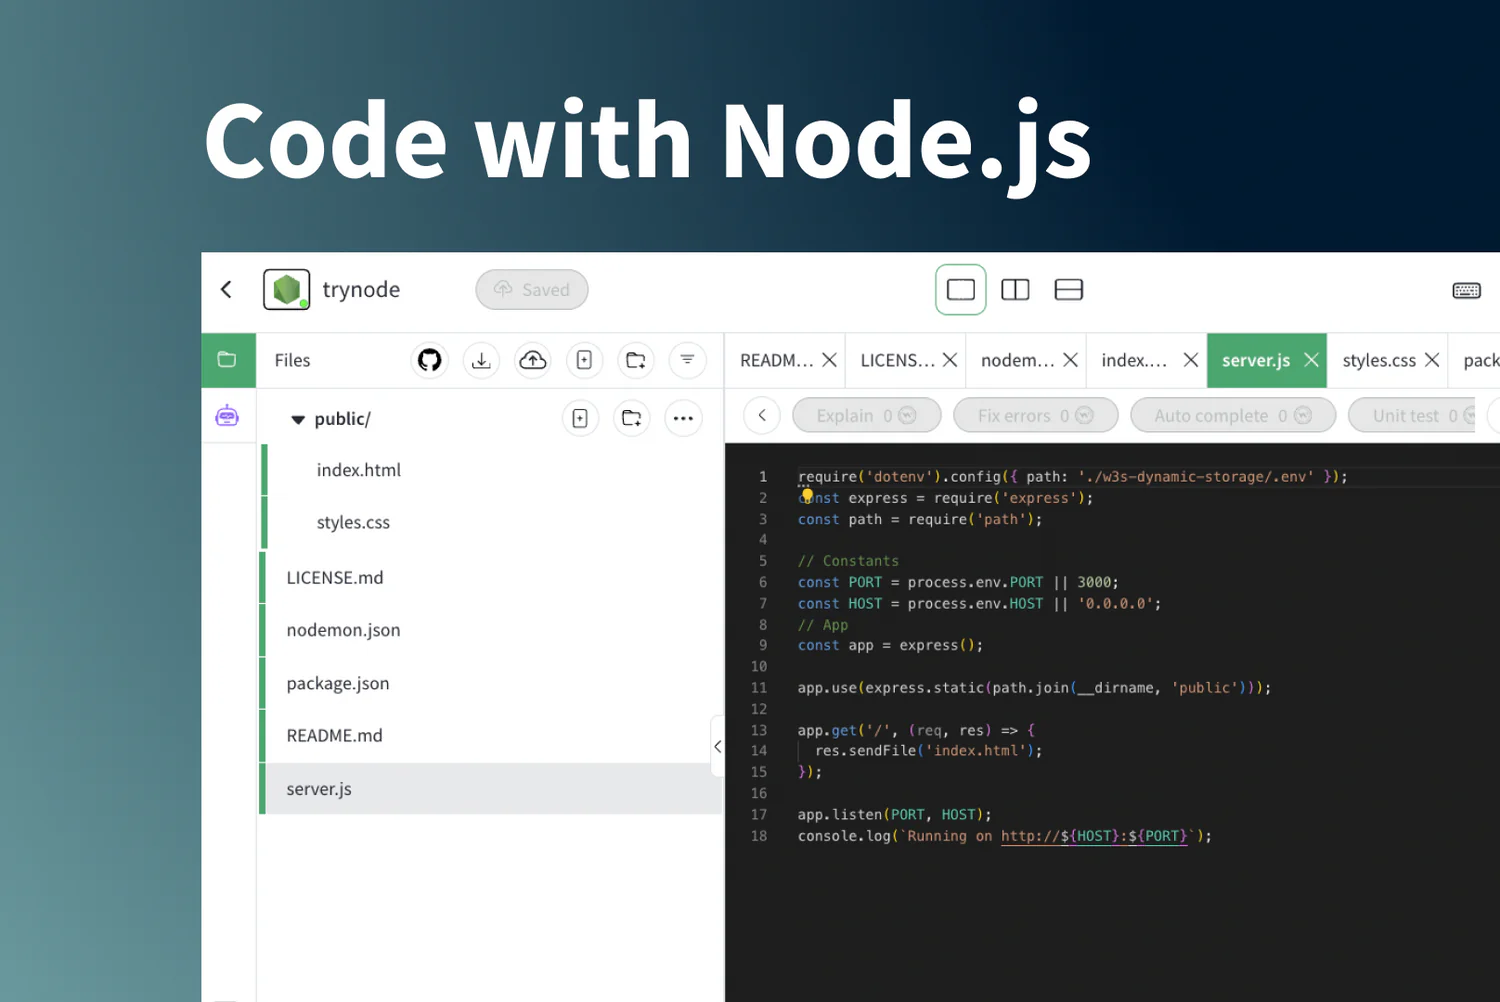 Code with Node.js
trynode
Saved
Files
READM...
LICENS...
nodem...
index....
server.js
styles.css
pack
public/
Explain 0
Fix errors 0
Auto complete 0
Unit test 0
index.html
styles.css
LICENSE.md
nodemon.json
package.json
README.md
server.js
1 require('dotenv').config({ path: './w3s-dynamic-storage/.env' });
2 const express = require('express');
3 const path = require('path');
4
5 // Constants
6 const PORT = process.env.PORT || 3000;
7 const HOST = process.env.HOST || '0.0.0.0';
8 // App
9 const app = express();
10
11 app.use(express.static(path.join(__dirname, 'public')));
12
13 app.get('/', (req, res) => {
14 res.sendFile('index.html');
15 });
16
17 app.listen(PORT, HOST);
18 console.log(`Running on http://${HOST}:${PORT}`);